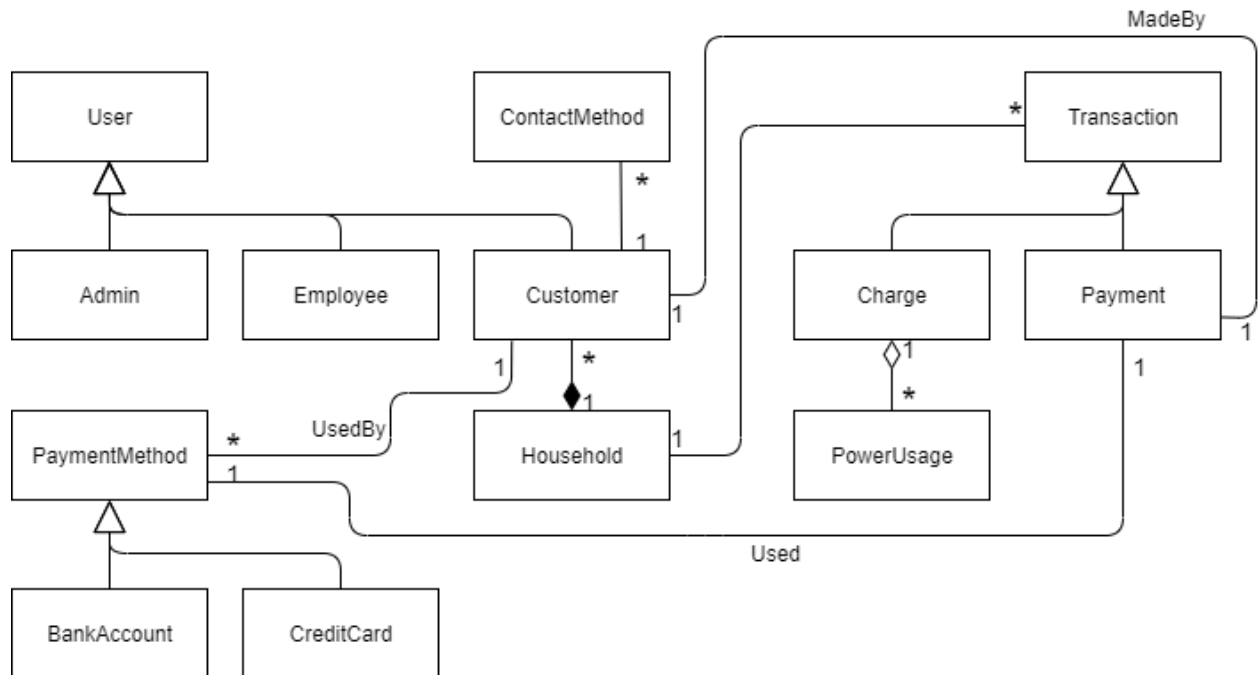 MadeBy
User
ContactMethod
*
Transaction
*
1
Admin
Employee
Customer
1
Charge
Payment
1
1
*
1
1
UsedBy
*
1
*
PaymentMethod
*
1
Household
1
PowerUsage
Used
BankAccount
CreditCard